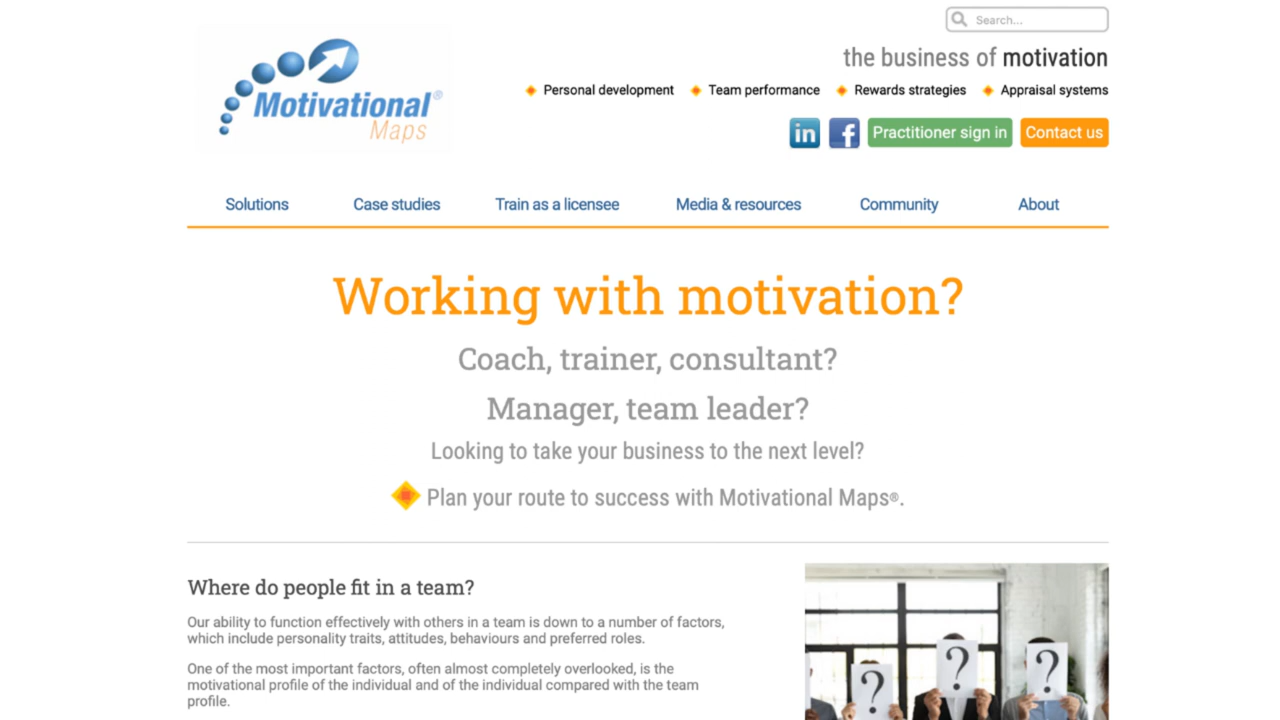 Search...
Motivational®
Maps
the business of motivation
Personal development Team performance Rewards strategies Appraisal systems
in f Practitioner sign in Contact us
Solutions Case studies Train as a licensee Media & resources Community About
Working with motivation?
Coach, trainer, consultant?
Manager, team leader?
Looking to take your business to the next level?
Plan your route to success with Motivational Maps®.
Where do people fit in a team?
Our ability to function effectively with others in a team is down to a number of factors,
which include personality traits, attitudes, behaviours and preferred roles.
One of the most important factors, often almost completely overlooked, is the
motivational profile of the individual and of the individual compared with the team
profile.
? ? ?